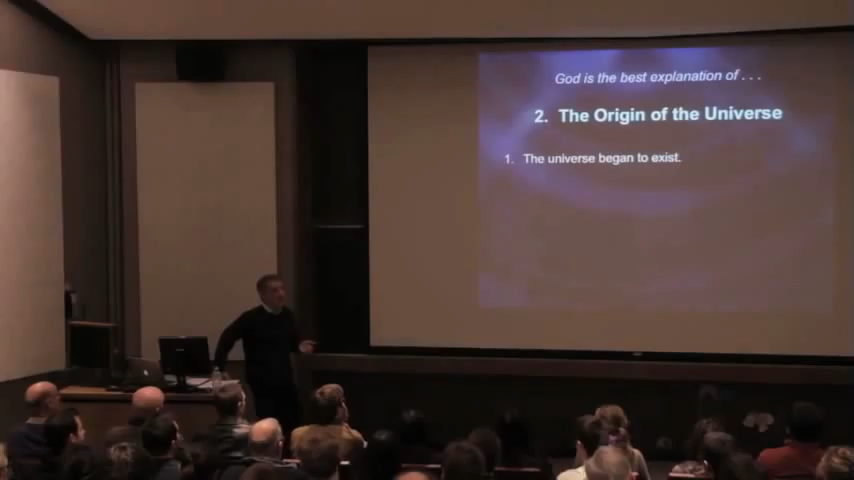 God is the best explanation of . . .
2. The Origin of the Universe
1. The universe began to exist.